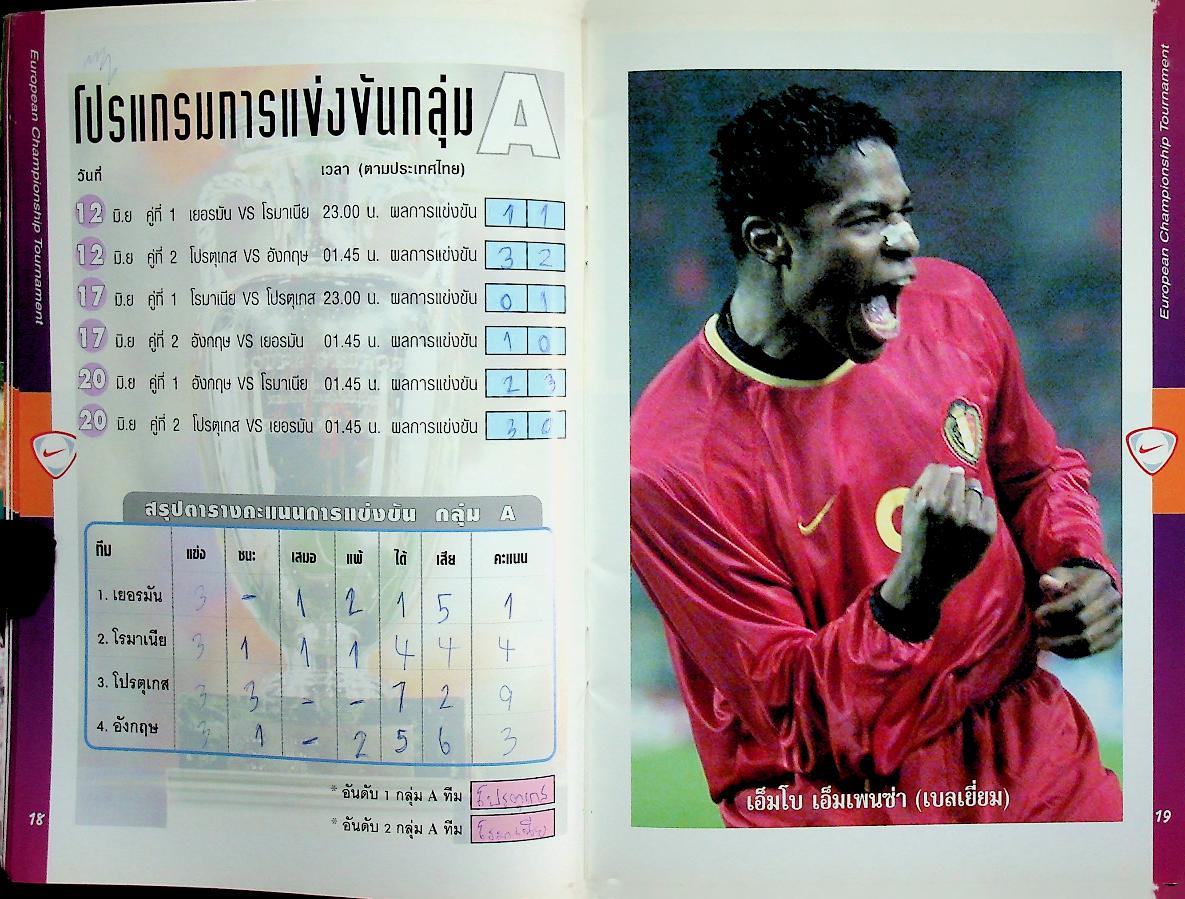 European Championship Tournament
โปรแกรมการแข่งขันกลุ่ม A
วันที่ เวลา (ตามประเทศไทย)
12 มิ.ย คู่ที่ 1 เยอรมัน VS โรมาเนีย 23.00 น. ผลการแข่งขัน 1 1
12 มิ.ย คู่ที่ 2 โปรตุเกส VS อังกฤษ 01.45 น. ผลการแข่งขัน 3 2
17 มิ.ย คู่ที่ 1 โรมาเนีย VS โปรตุเกส 23.00 น. ผลการแข่งขัน 0 1
17 มิ.ย คู่ที่ 2 อังกฤษ VS เยอรมัน 01.45 น. ผลการแข่งขัน 1 0
20 มิ.ย คู่ที่ 1 อังกฤษ VS โรมาเนีย 01.45 น. ผลการแข่งขัน 2 3
20 มิ.ย คู่ที่ 2 โปรตุเกส VS เยอรมัน 01.45 น. ผลการแข่งขัน 3 0
สรุปตารางคะแนนการแข่งขัน กลุ่ม A
ทีม แข่ง ชนะ เสมอ แพ้ ได้ เสีย คะแนน
1. เยอรมัน 3 - 1 2 1 5 1
2. โรมาเนีย 3 1 1 1 4 4 4
3. โปรตุเกส 3 3 - - 7 2 9
4. อังกฤษ 3 1 - 2 5 6 3
* อันดับ 1 กลุ่ม A ทีม โปรตุเกส
* อันดับ 2 กลุ่ม A ทีม โรมาเนีย
18
European Championship Tournament
เอ็มโบ เอ็มเพนซ่า (เบลเยี่ยม)
19